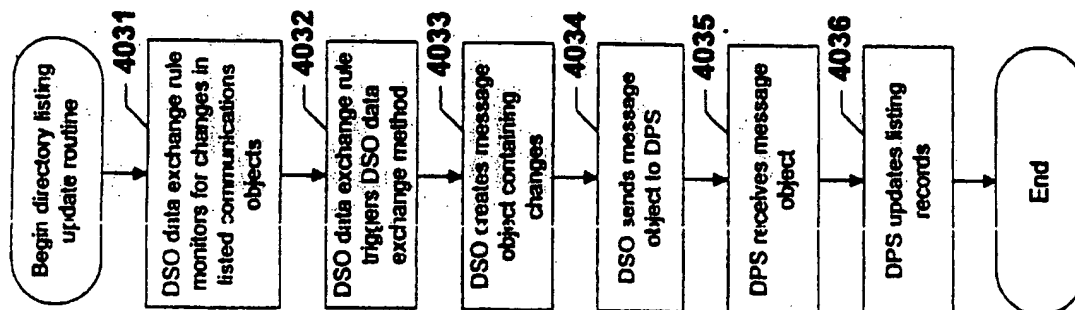 Begin directory listing
update routine
4031
DSO data exchange rule
monitors for changes in
listed communications
objects
4032
DSO data exchange rule
triggers DSO data
exchange method
4033
DSO creates message
object containing
changes
4034
DSO sends message
object to DPS
4035
DPS receives message
object
4036
DPS updates listing
records
End